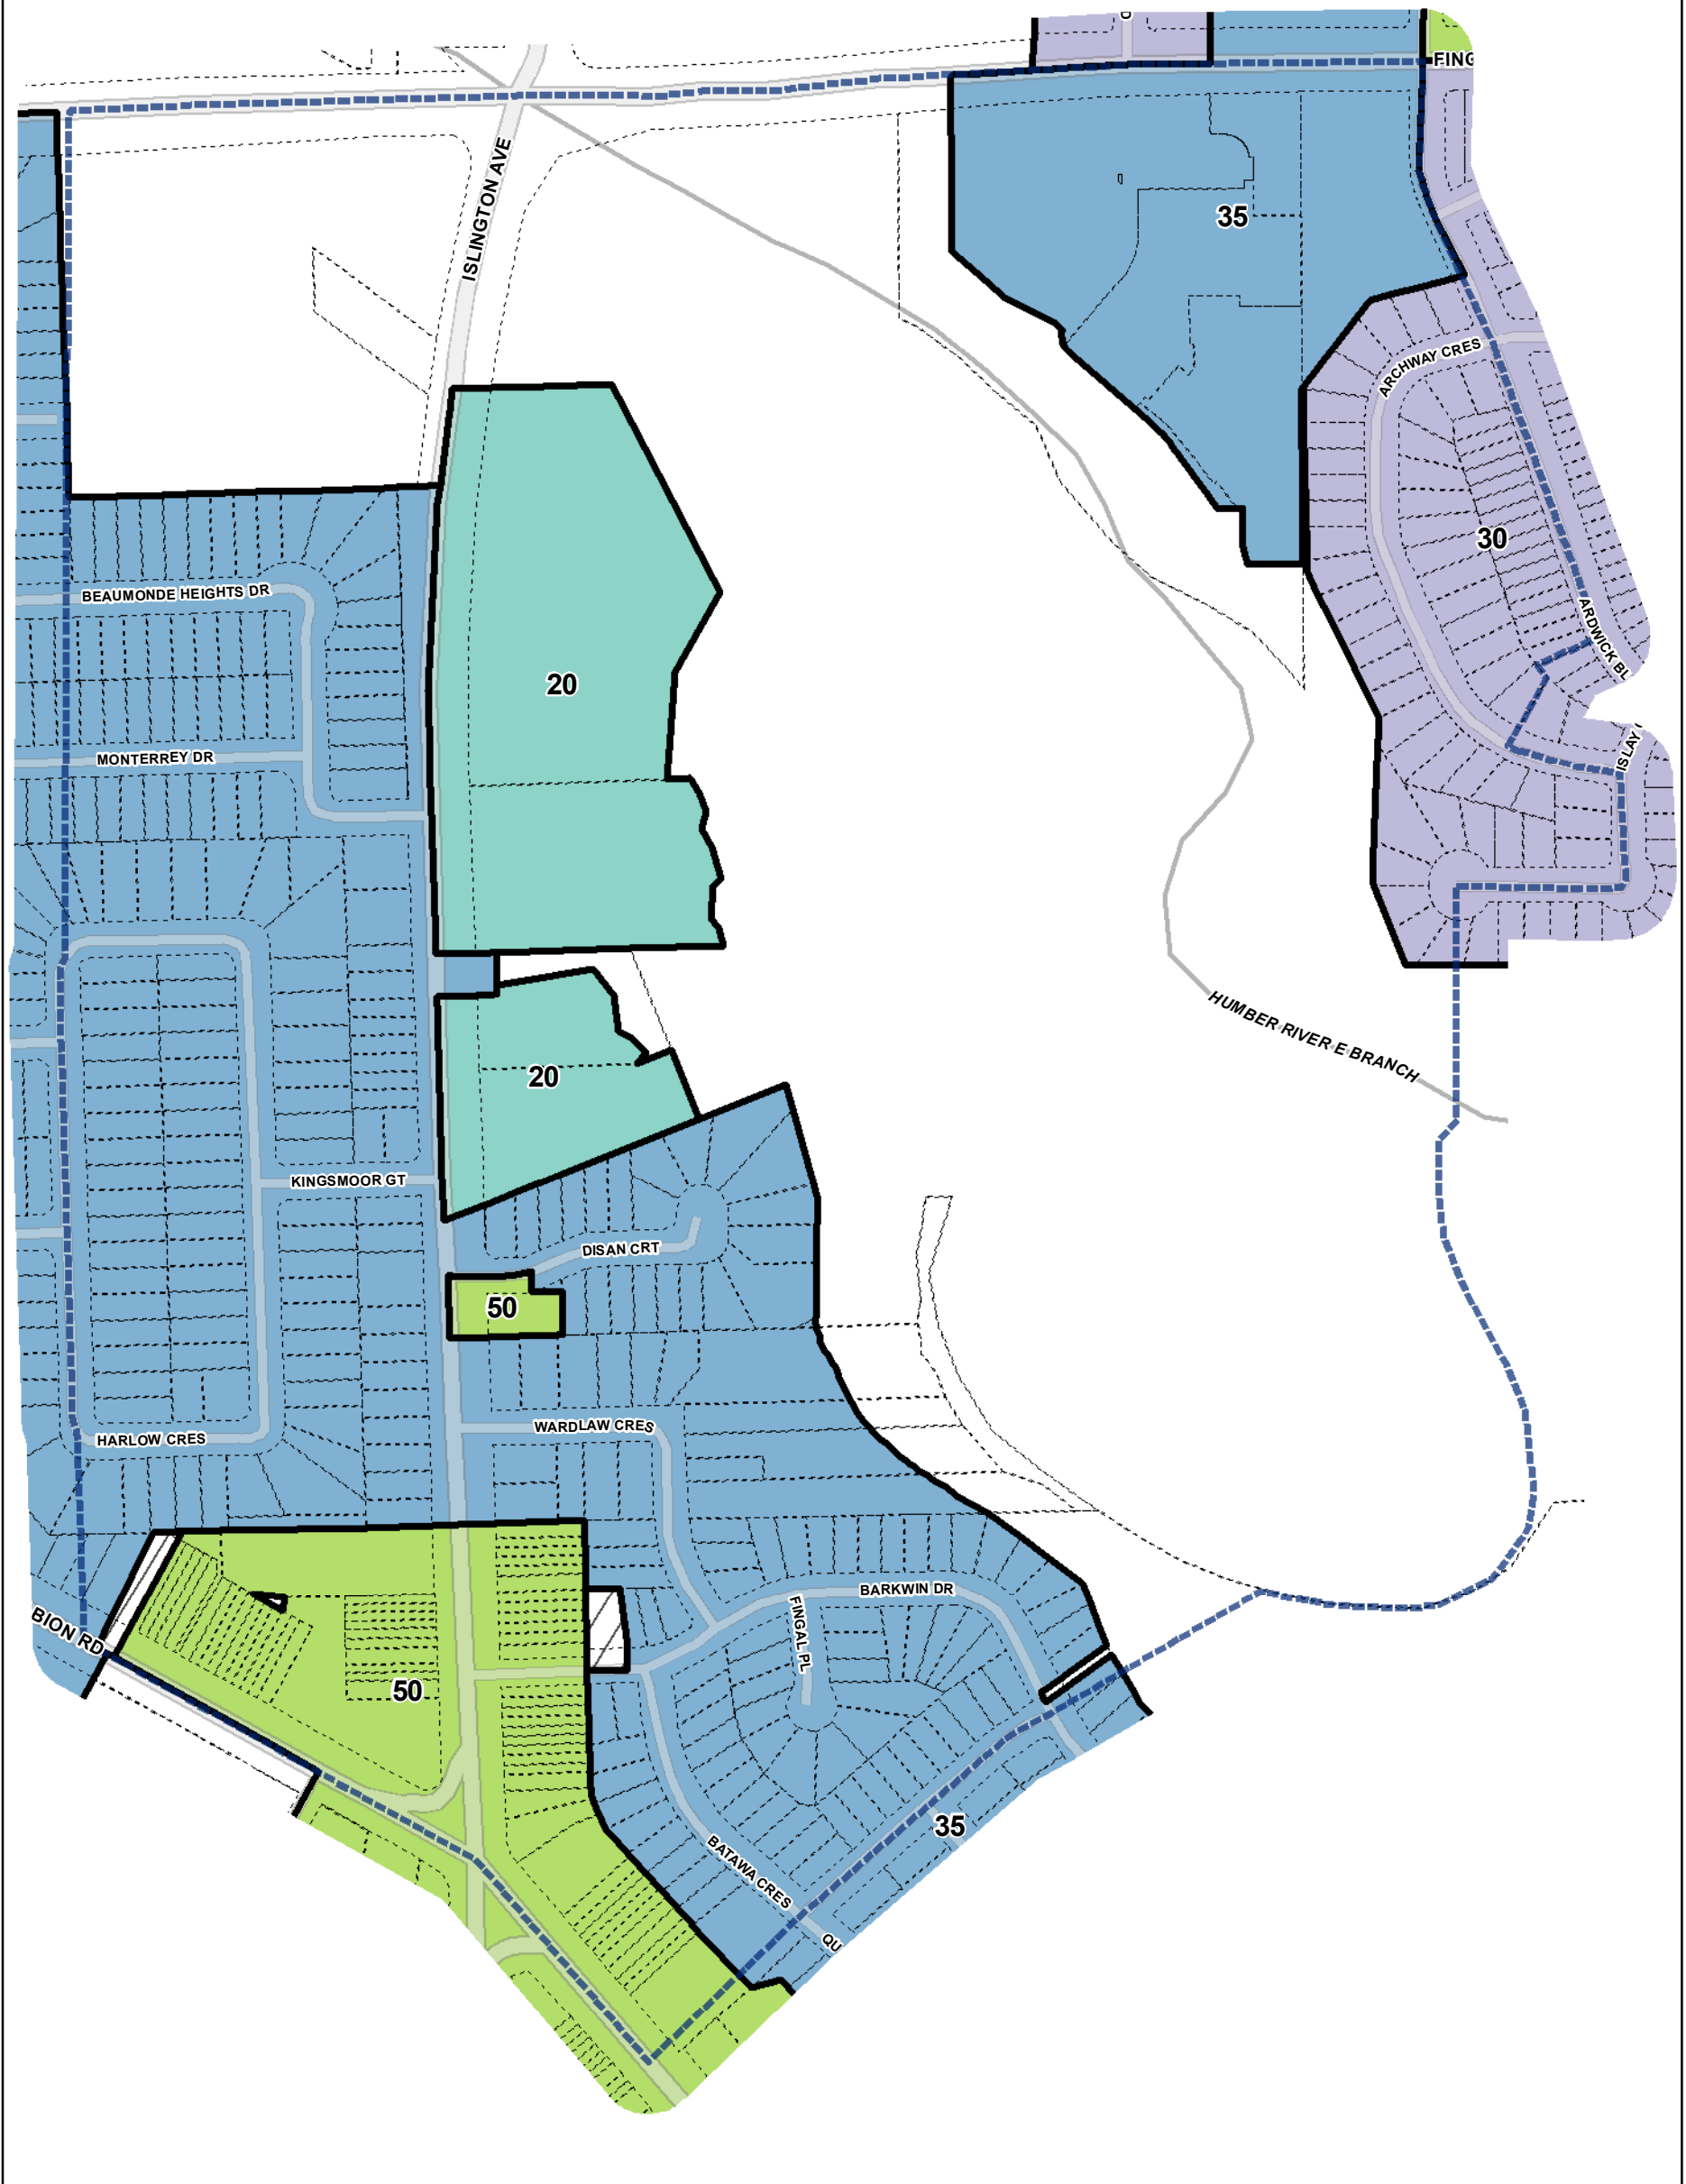 D
FING
ISLINGTON AVE
35
ARCHWAY CRES
30
BEAUMONDE HEIGHTS DR
ARDWICK BL
20
ISLAY
MONTERREY DR
HUMBER RIVER E BRANCH
20
KINGSMOOR GT
DISAN CRT
50
WARDLAW CRES
HARLOW CRES
BARKWIN DR
FINGAL PL
BION RD
50
35
BATAWA CRES
QU